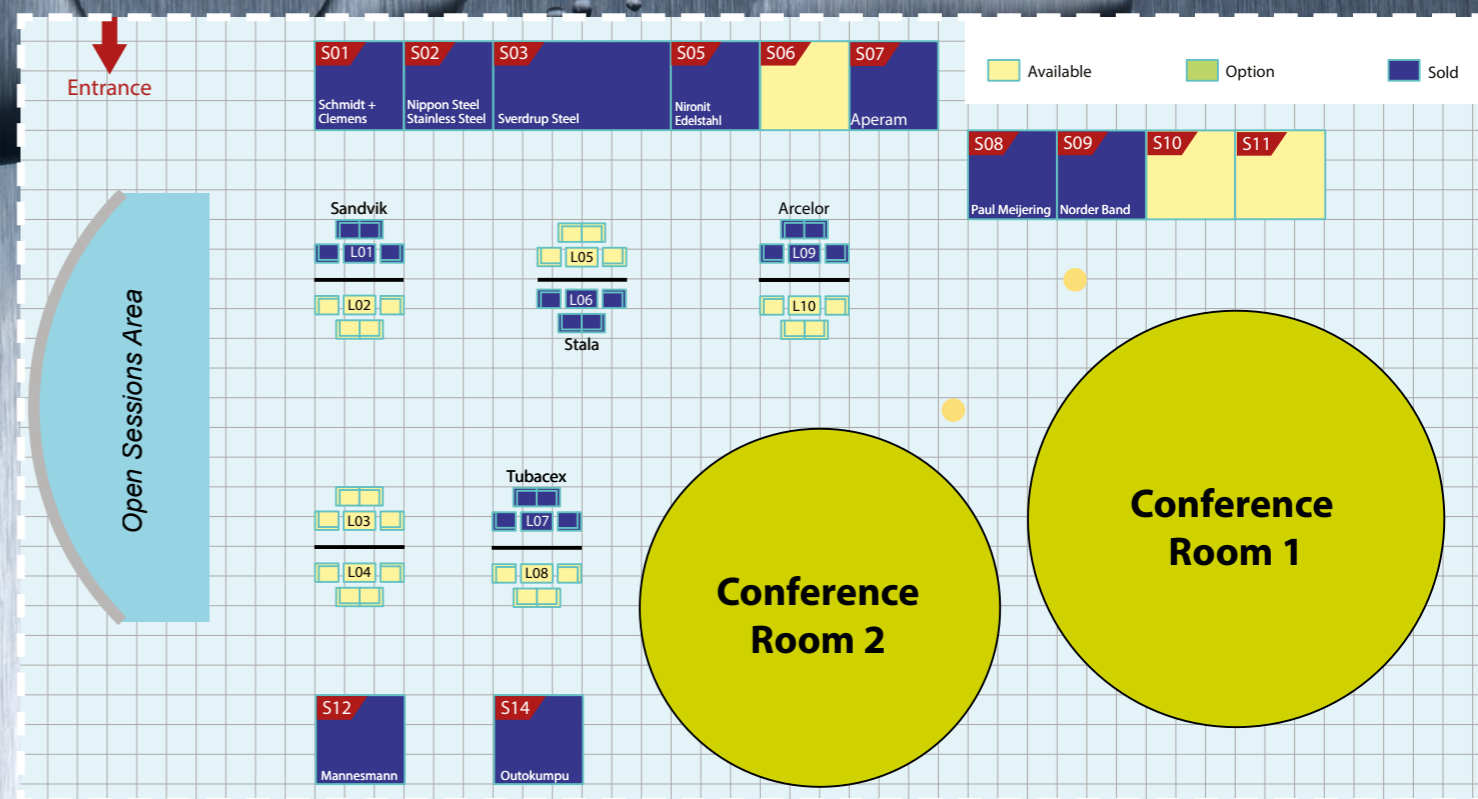 Entrance
S01
Schmidt +
Clemens
S02
Nippon Steel
Stainless Steel
S03
Sverdrup Steel
S05
Nironit
Edelstahl
S06
S07
Aperam
Available
Option
Sold
S08
Paul Meijering
S09
Norder Band
S10
S11
Open Sessions Area
Sandvik
L01
L02
L05
L06
Stala
Arcelor
L09
L10
L03
L04
Tubacex
L07
L08
Conference
Room 2
Conference
Room 1
S12
Mannesmann
S14
Outokumpu